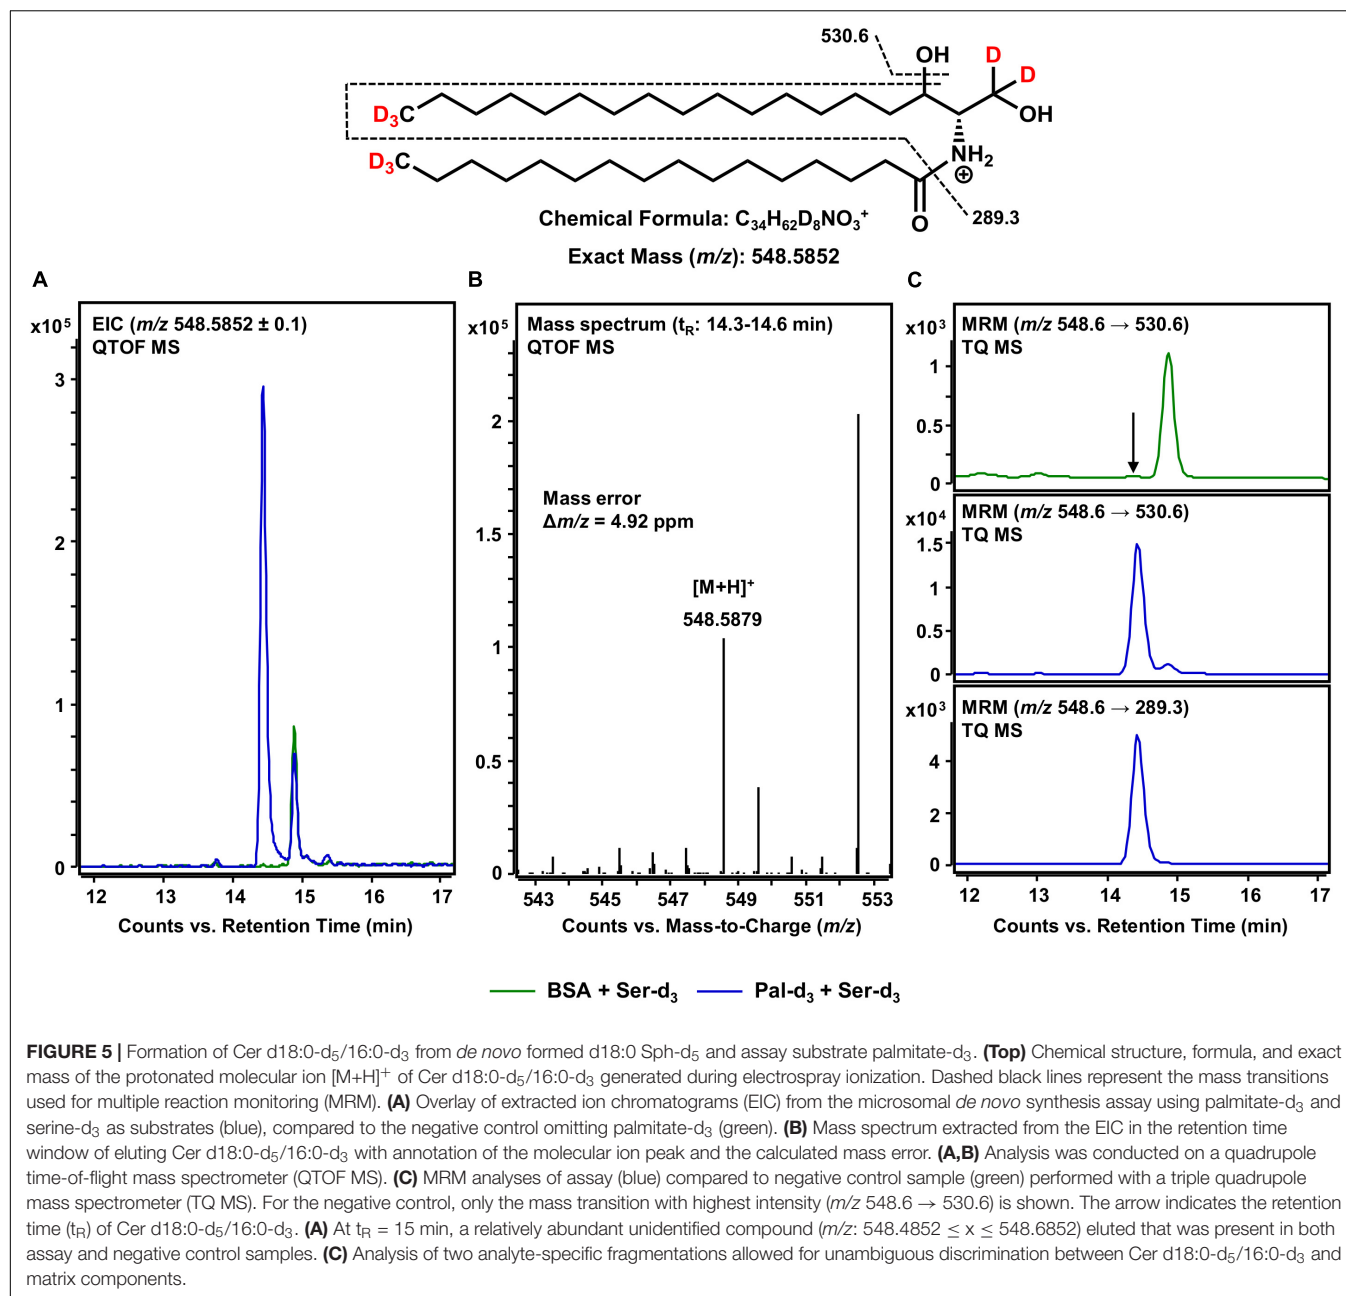 530.6
OH
D
D
D₃C
OH
D₃C
NH₂
⊕
O
289.3
Chemical Formula: C₃₄H₆₂D₈NO₃⁺
Exact Mass (m/z): 548.5852
A
x10⁵
EIC (m/z 548.5852 ± 0.1)
QTOF MS
3
2
1
0
12 13 14 15 16 17
Counts vs. Retention Time (min)
B
x10⁵
Mass spectrum (tR: 14.3-14.6 min)
QTOF MS
2
Mass error
Δm/z = 4.92 ppm
1.5
[M+H]⁺
548.5879
1
0.5
0
543 545 547 549 551 553
Counts vs. Mass-to-Charge (m/z)
C
x10³
MRM (m/z 548.6 → 530.6)
TQ MS
1
0.5
0
x10⁴
MRM (m/z 548.6 → 530.6)
TQ MS
1.5
1
0.5
0
x10³
MRM (m/z 548.6 → 289.3)
TQ MS
4
2
0
12 13 14 15 16 17
Counts vs. Retention Time (min)
BSA + Ser-d₃ Pal-d₃ + Ser-d₃
FIGURE 5 | Formation of Cer d18:0-d₅/16:0-d₃ from de novo formed d18:0 Sph-d₅ and assay substrate palmitate-d₃. (Top) Chemical structure, formula, and exact
mass of the protonated molecular ion [M+H]⁺ of Cer d18:0-d₅/16:0-d₃ generated during electrospray ionization. Dashed black lines represent the mass transitions
used for multiple reaction monitoring (MRM). (A) Overlay of extracted ion chromatograms (EIC) from the microsomal de novo synthesis assay using palmitate-d₃ and
serine-d₃ as substrates (blue), compared to the negative control omitting palmitate-d₃ (green). (B) Mass spectrum extracted from the EIC in the retention time
window of eluting Cer d18:0-d₅/16:0-d₃ with annotation of the molecular ion peak and the calculated mass error. (A,B) Analysis was conducted on a quadrupole
time-of-flight mass spectrometer (QTOF MS). (C) MRM analyses of assay (blue) compared to negative control sample (green) performed with a triple quadrupole
mass spectrometer (TQ MS). For the negative control, only the mass transition with highest intensity (m/z 548.6 → 530.6) is shown. The arrow indicates the retention
time (tR) of Cer d18:0-d₅/16:0-d₃. (A) At tR = 15 min, a relatively abundant unidentified compound (m/z: 548.4852 ≤ x ≤ 548.6852) eluted that was present in both
assay and negative control samples. (C) Analysis of two analyte-specific fragmentations allowed for unambiguous discrimination between Cer d18:0-d₅/16:0-d₃ and
matrix components.